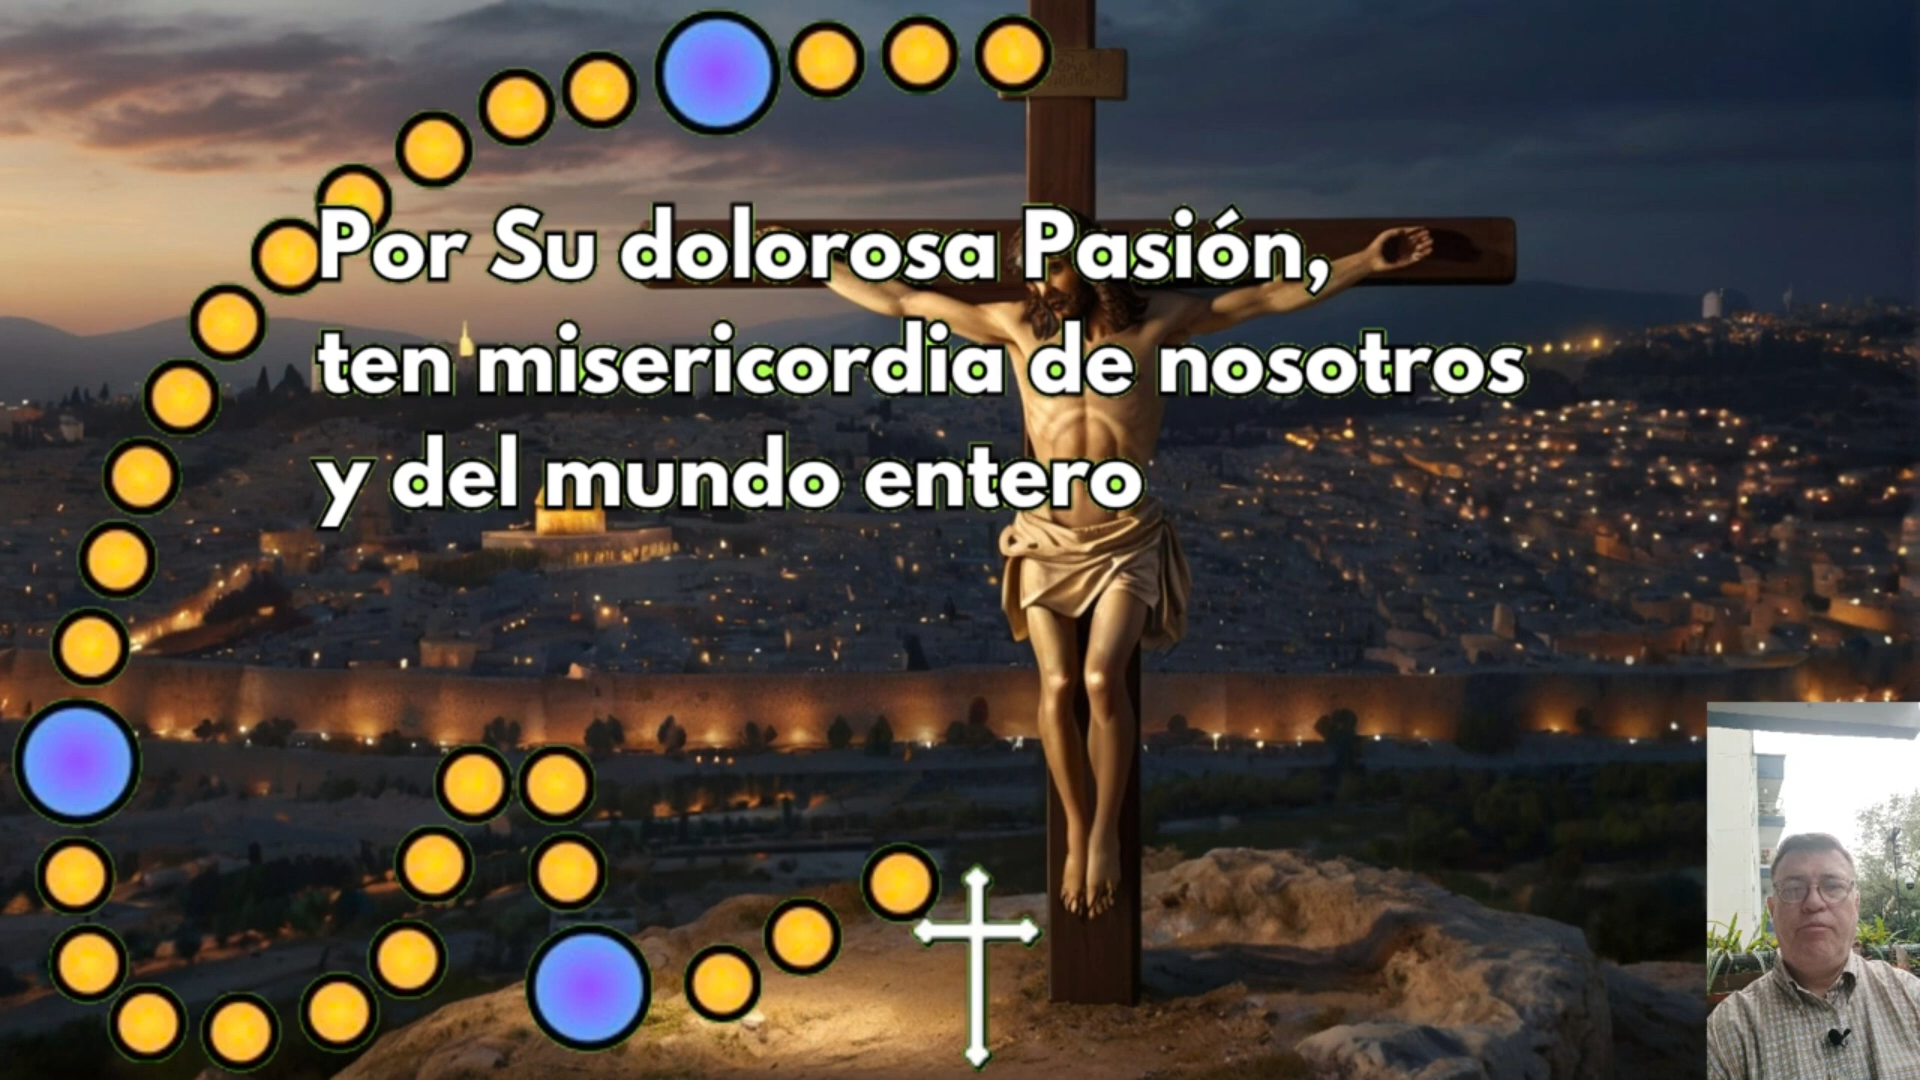 Por Su dolorosa Pasión,
ten misericordia de nosotros
y del mundo entero